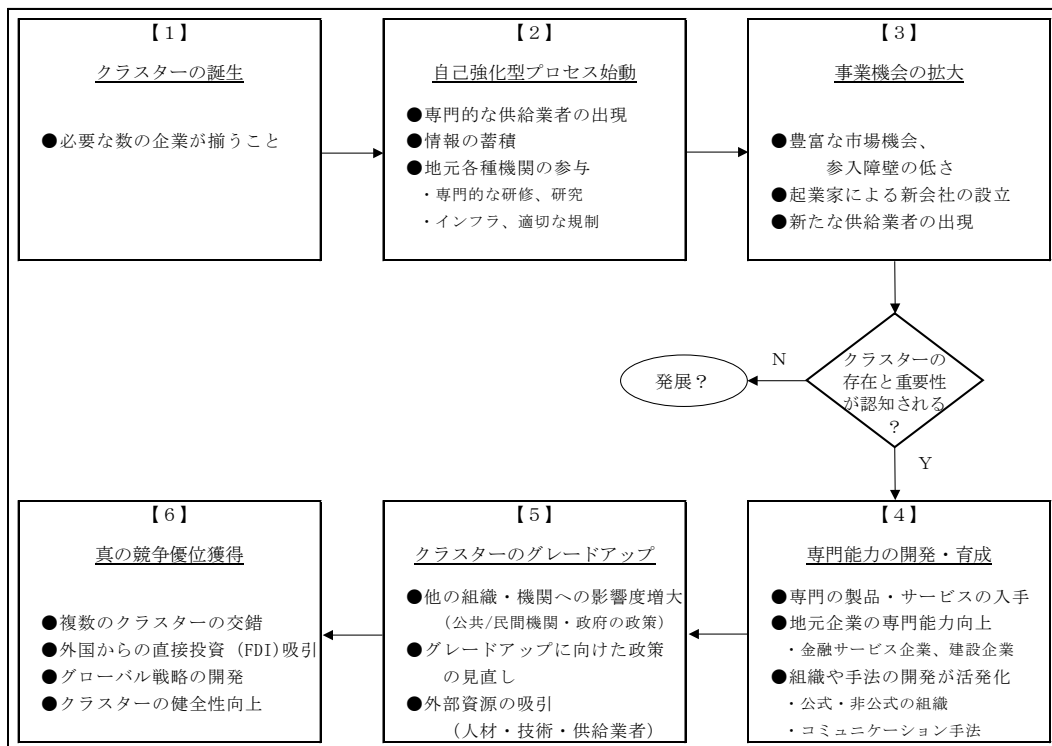 【１】
クラスターの誕生
●必要な数の企業が揃うこと
【２】
自己強化型プロセス始動
●専門的な供給業者の出現
●情報の蓄積
●地元各種機関の参与
・専門的な研修、研究
・インフラ、適切な規制
【３】
事業機会の拡大
●豊富な市場機会、
参入障壁の低さ
●起業家による新会社の設立
●新たな供給業者の出現
クラスターの
存在と重要性
が認知される
？
N
発展？
Y
【４】
専門能力の開発・育成
●専門の製品・サービスの入手
●地元企業の専門能力向上
・金融サービス企業、建設企業
●組織や手法の開発が活発化
・公式・非公式の組織
・コミュニケーション手法
【５】
クラスターのグレードアップ
●他の組織・機関への影響度増大
（公共/民間機関・政府の政策）
●グレードアップに向けた政策
の見直し
●外部資源の吸引
（人材・技術・供給業者）
【６】
真の競争優位獲得
●複数のクラスターの交錯
●外国からの直接投資 (FDI)吸引
●グローバル戦略の開発
●クラスターの健全性向上